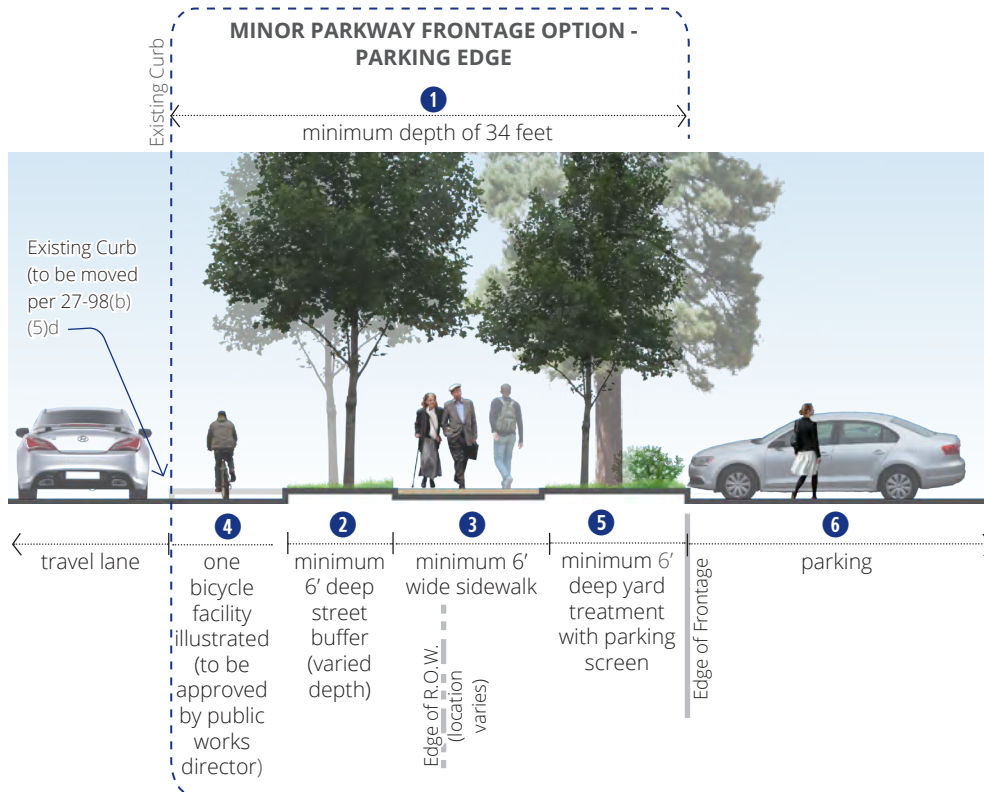 MINOR PARKWAY FRONTAGE OPTION -
PARKING EDGE
Existing Curb
1
minimum depth of 34 feet
Existing Curb
(to be moved
per 27-98(b)
(5)d
4
2
3
5
6
travel lane
one
bicycle
facility
illustrated
(to be
approved
by public
works
director)
minimum
6’ deep
street
buffer
(varied
depth)
minimum 6’
wide sidewalk
Edge of R.O.W.
(location
varies)
minimum 6’
deep yard
treatment
with parking
screen
Edge of Frontage
parking